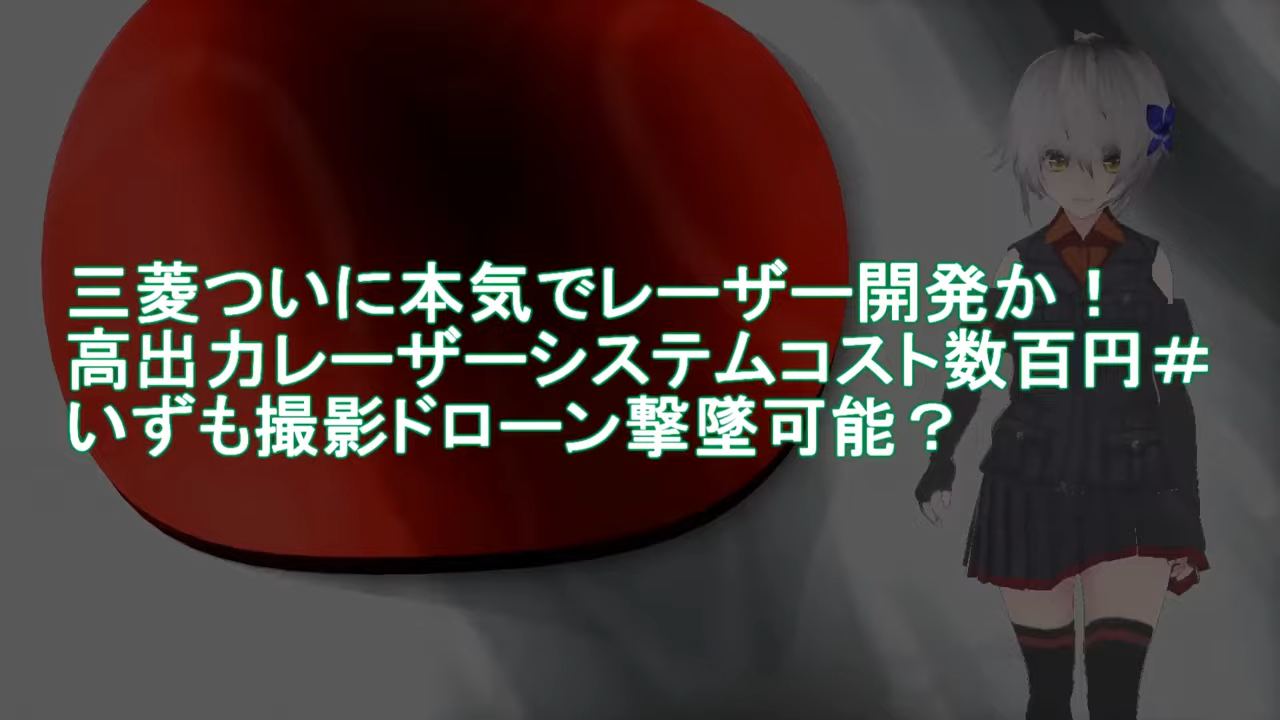 三菱ついに本気でレーザー開発か！
高出力レーザーシステムコスト数百円＃
いずも撮影ドローン撃墜可能？